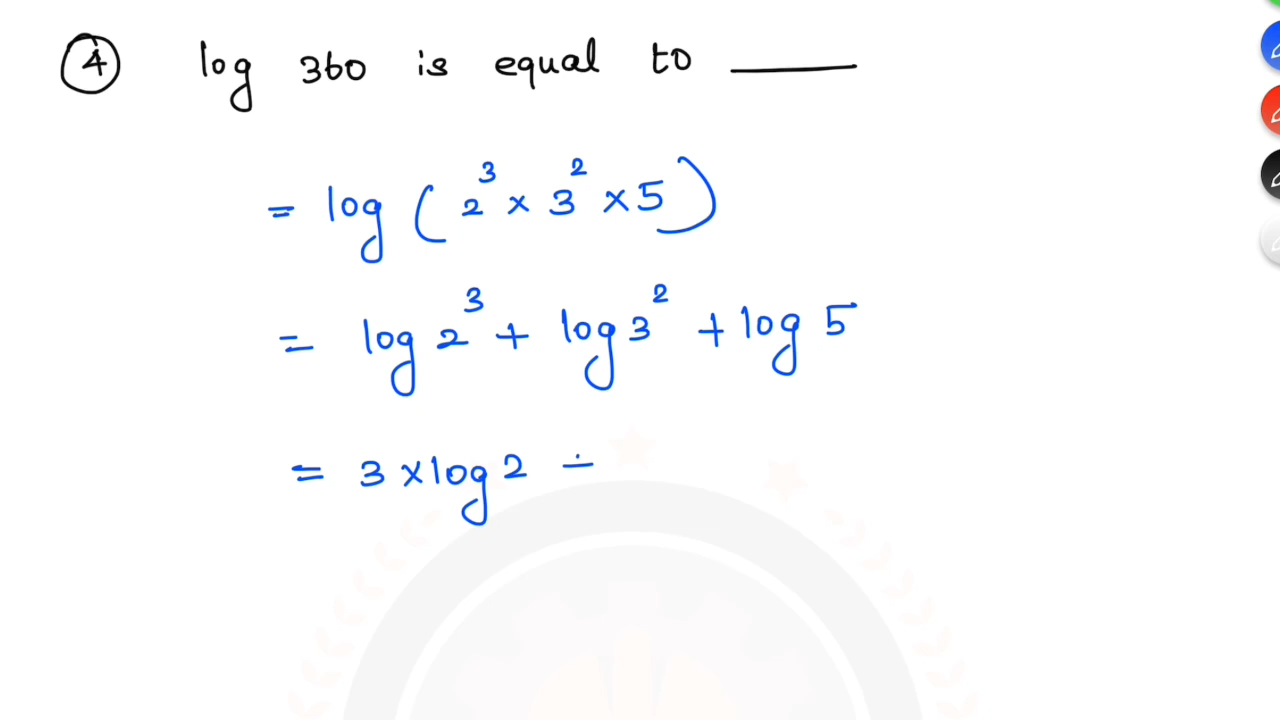 ④ log 360 is equal to ____
= log ( 2³ × 3² × 5 )
= log 2³ + log 3² + log 5
= 3 × log 2 ÷